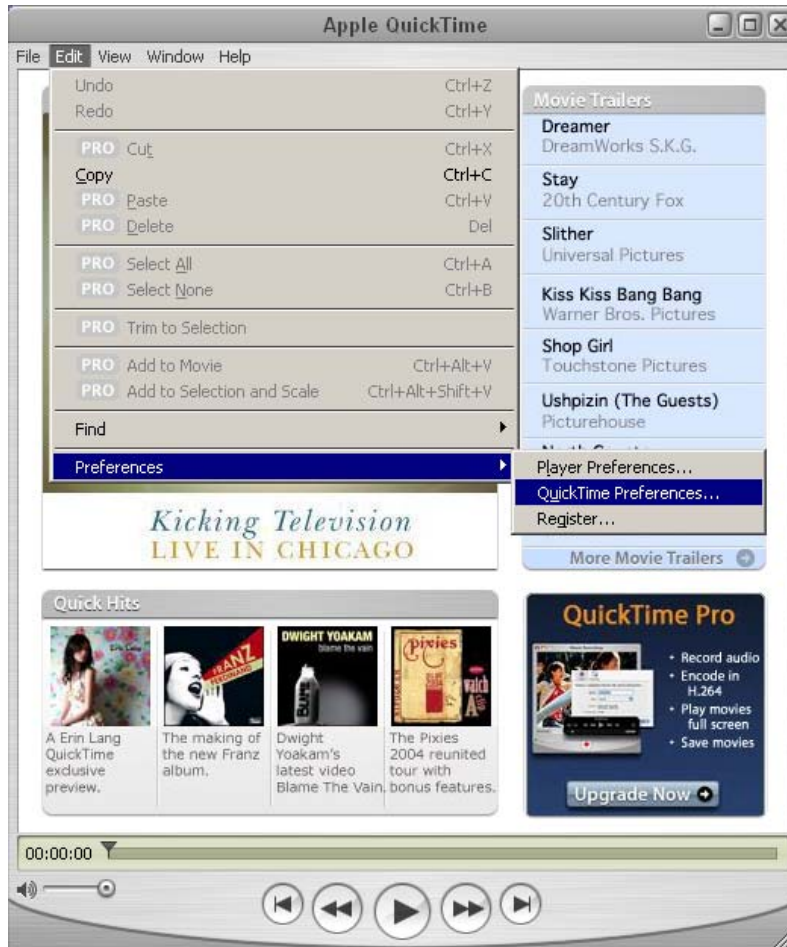 Apple QuickTime
File Edit View Window Help
Undo Ctrl+Z
Redo Ctrl+Y
PRO Cut Ctrl+X
Copy Ctrl+C
PRO Paste Ctrl+V
PRO Delete Del
PRO Select All Ctrl+A
PRO Select None Ctrl+B
PRO Trim to Selection
PRO Add to Movie Ctrl+Alt+V
PRO Add to Selection and Scale Ctrl+Alt+Shift+V
Find
Preferences
Player Preferences...
QuickTime Preferences...
Register...
Movie Trailers
Dreamer
DreamWorks S.K.G.
Stay
20th Century Fox
Slither
Universal Pictures
Kiss Kiss Bang Bang
Warner Bros. Pictures
Shop Girl
Touchstone Pictures
Ushpizin (The Guests)
Picturehouse
More Movie Trailers
Kicking Television
LIVE IN CHICAGO
Quick Hits
Erin Lang
FRANZ
FERDINAND
DWIGHT YOAKAM
blame the vain
pixies
A Erin Lang
QuickTime
exclusive
preview.
The making of
the new Franz
album.
Dwight
Yoakam's
latest video
Blame The Vain.
The Pixies
2004 reunited
tour with
bonus features.
QuickTime Pro
• Record audio
• Encode in
H.264
• Play movies
full screen
• Save movies
Upgrade Now
00:00:00